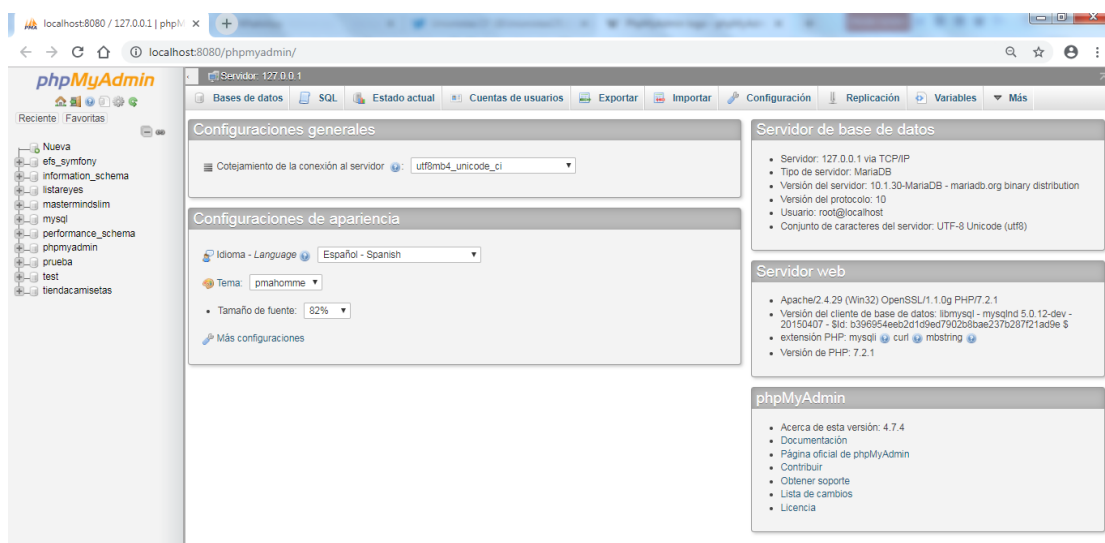 localhost:8080 / 127.0.0.1 | phpM
localhost:8080/phpmyadmin/
phpMyAdmin
Reciente Favoritas
Nueva
efs_symfony
information_schema
listareyes
mastermindslim
mysql
performance_schema
phpmyadmin
prueba
test
tiendacamisetas
Servidor: 127.0.0.1
Bases de datos SQL Estado actual Cuentas de usuarios Exportar Importar Configuración Replicación Variables Más
Configuraciones generales
Cotejamiento de la conexión al servidor : utf8mb4_unicode_ci
Configuraciones de apariencia
Idioma - Language Español - Spanish
Tema: pmahomme
Tamaño de fuente: 82%
Más configuraciones
Servidor de base de datos
Servidor: 127.0.0.1 via TCP/IP
Tipo de servidor: MariaDB
Versión del servidor: 10.1.30-MariaDB - mariadb.org binary distribution
Versión del protocolo: 10
Usuario: root@localhost
Conjunto de caracteres del servidor: UTF-8 Unicode (utf8)
Servidor web
Apache/2.4.29 (Win32) OpenSSL/1.1.0g PHP/7.2.1
Versión del cliente de base de datos: libmysql - mysqlnd 5.0.12-dev -
20150407 - $Id: b396954eeb2d1d9ed7902b8bae237b287f21ad9e $
extensión PHP: mysqli curl mbstring
Versión de PHP: 7.2.1
phpMyAdmin
Acerca de esta versión: 4.7.4
Documentación
Página oficial de phpMyAdmin
Contribuir
Obtener soporte
Lista de cambios
Licencia